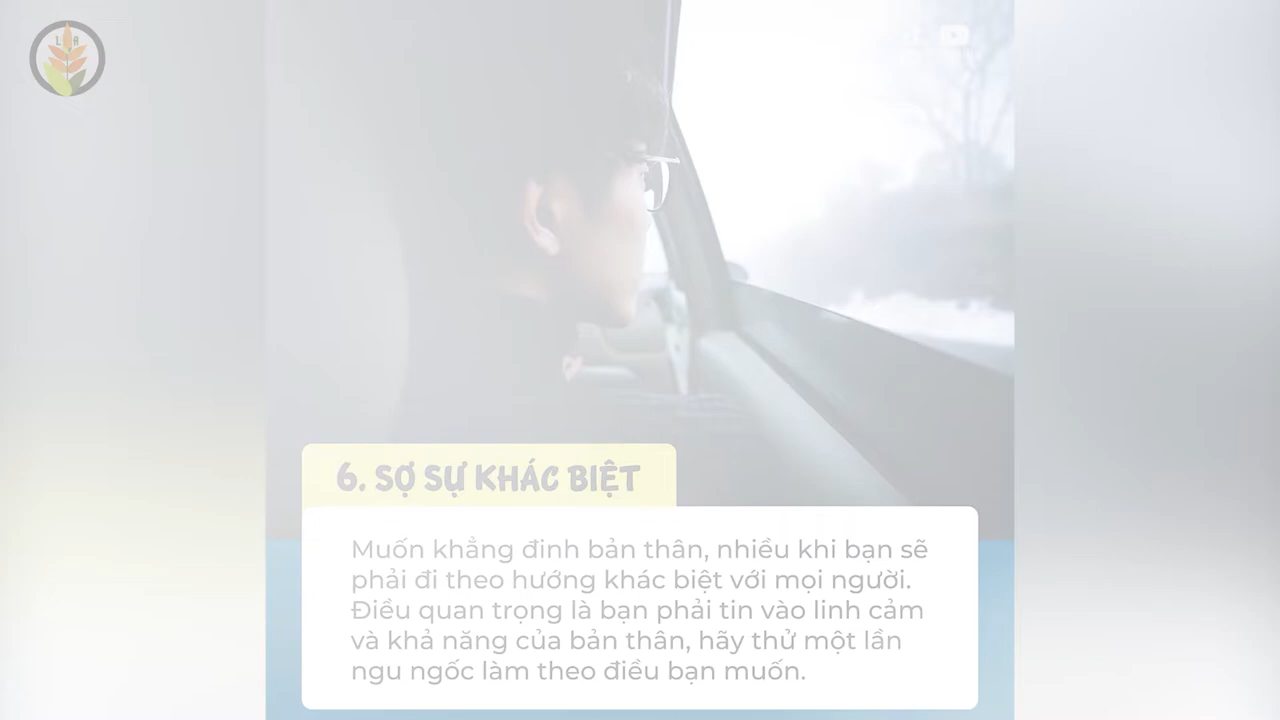 L A
6. SỢ SỰ KHÁC BIỆT
Muốn khẳng đinh bản thân, nhiều khi bạn sẽ
phải đi theo hướng khác biệt với mọi người.
Điều quan trọng là bạn phải tin vào linh cảm
và khả năng của bản thân, hãy thử một lần
ngu ngốc làm theo điều bạn muốn.